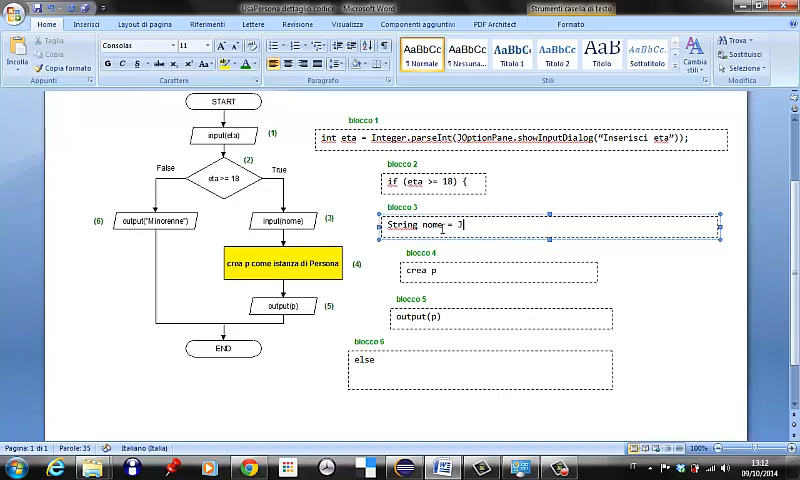 UsaPersona dettaglio codice - Microsoft Word
Strumenti casella di testo
Home Inserisci Layout di pagina Riferimenti Lettere Revisione Visualizza Componenti aggiuntivi PDF Architect Formato
Incolla
Taglia
Copia
Copia formato
Appunti
Consolas 11
G C S
Carattere
Paragrafo
AaBbCc AaBbCc AaBbC AaBbCc AaB AaBbCc
¶ Normale ¶ Nessuna... Titolo 1 Titolo 2 Titolo Sottotitolo
Stili
Cambia stili
Trova
Sostituisci
Seleziona
Modifica
START
input(eta)
(1)
(2)
eta >= 18
False
True
(6)
output("Minorenne")
input(nome)
(3)
crea p come istanza di Persona
(4)
output(p)
(5)
END
blocco 1
int eta = Integer.parseInt(JOptionPane.showInputDialog(“Inserisci eta”));
blocco 2
if (eta >= 18) {
blocco 3
String nome = J
blocco 4
crea p
blocco 5
output(p)
blocco 6
else
Pagina: 1 di 1 Parole: 35 Italiano (Italia) 100%
IT
13:12
09/10/2014